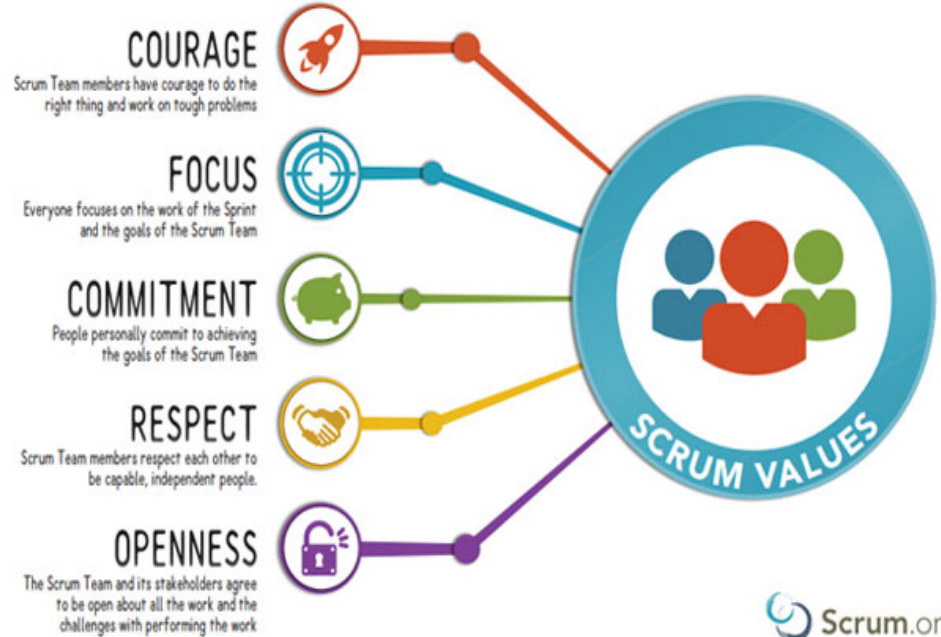 COURAGE
Scrum Team members have courage to do the
right thing and work on tough problems
FOCUS
Everyone focuses on the work of the Sprint
and the goals of the Scrum Team
COMMITMENT
People personally commit to achieving
the goals of the Scrum Team
RESPECT
Scrum Team members respect each other to
be capable, independent people.
OPENNESS
The Scrum Team and its stakeholders agree
to be open about all the work and the
challenges with performing the work
SCRUM VALUES
Scrum.or